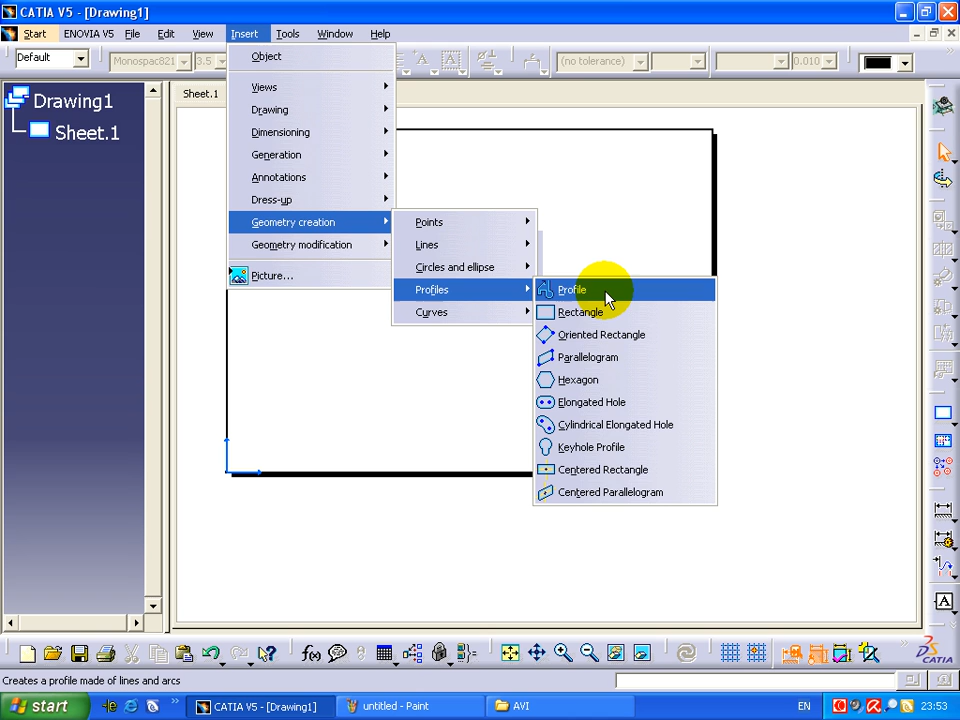 CATIA V5 - [Drawing1]
Start ENOVIA V5 File Edit View Insert Tools Window Help
Default Monospac821 3.5 (no tolerance) 0.010
Drawing1
Sheet.1
Sheet.1
Object
Views
Drawing
Dimensioning
Generation
Annotations
Dress-up
Geometry creation
Geometry modification
Picture...
Points
Lines
Circles and ellipse
Profiles
Curves
Profile
Rectangle
Oriented Rectangle
Parallelogram
Hexagon
Elongated Hole
Cylindrical Elongated Hole
Keyhole Profile
Centered Rectangle
Centered Parallelogram
CATIA
Creates a profile made of lines and arcs
start CATIA V5 - [Drawing1] untitled - Paint AVI EN 23:53